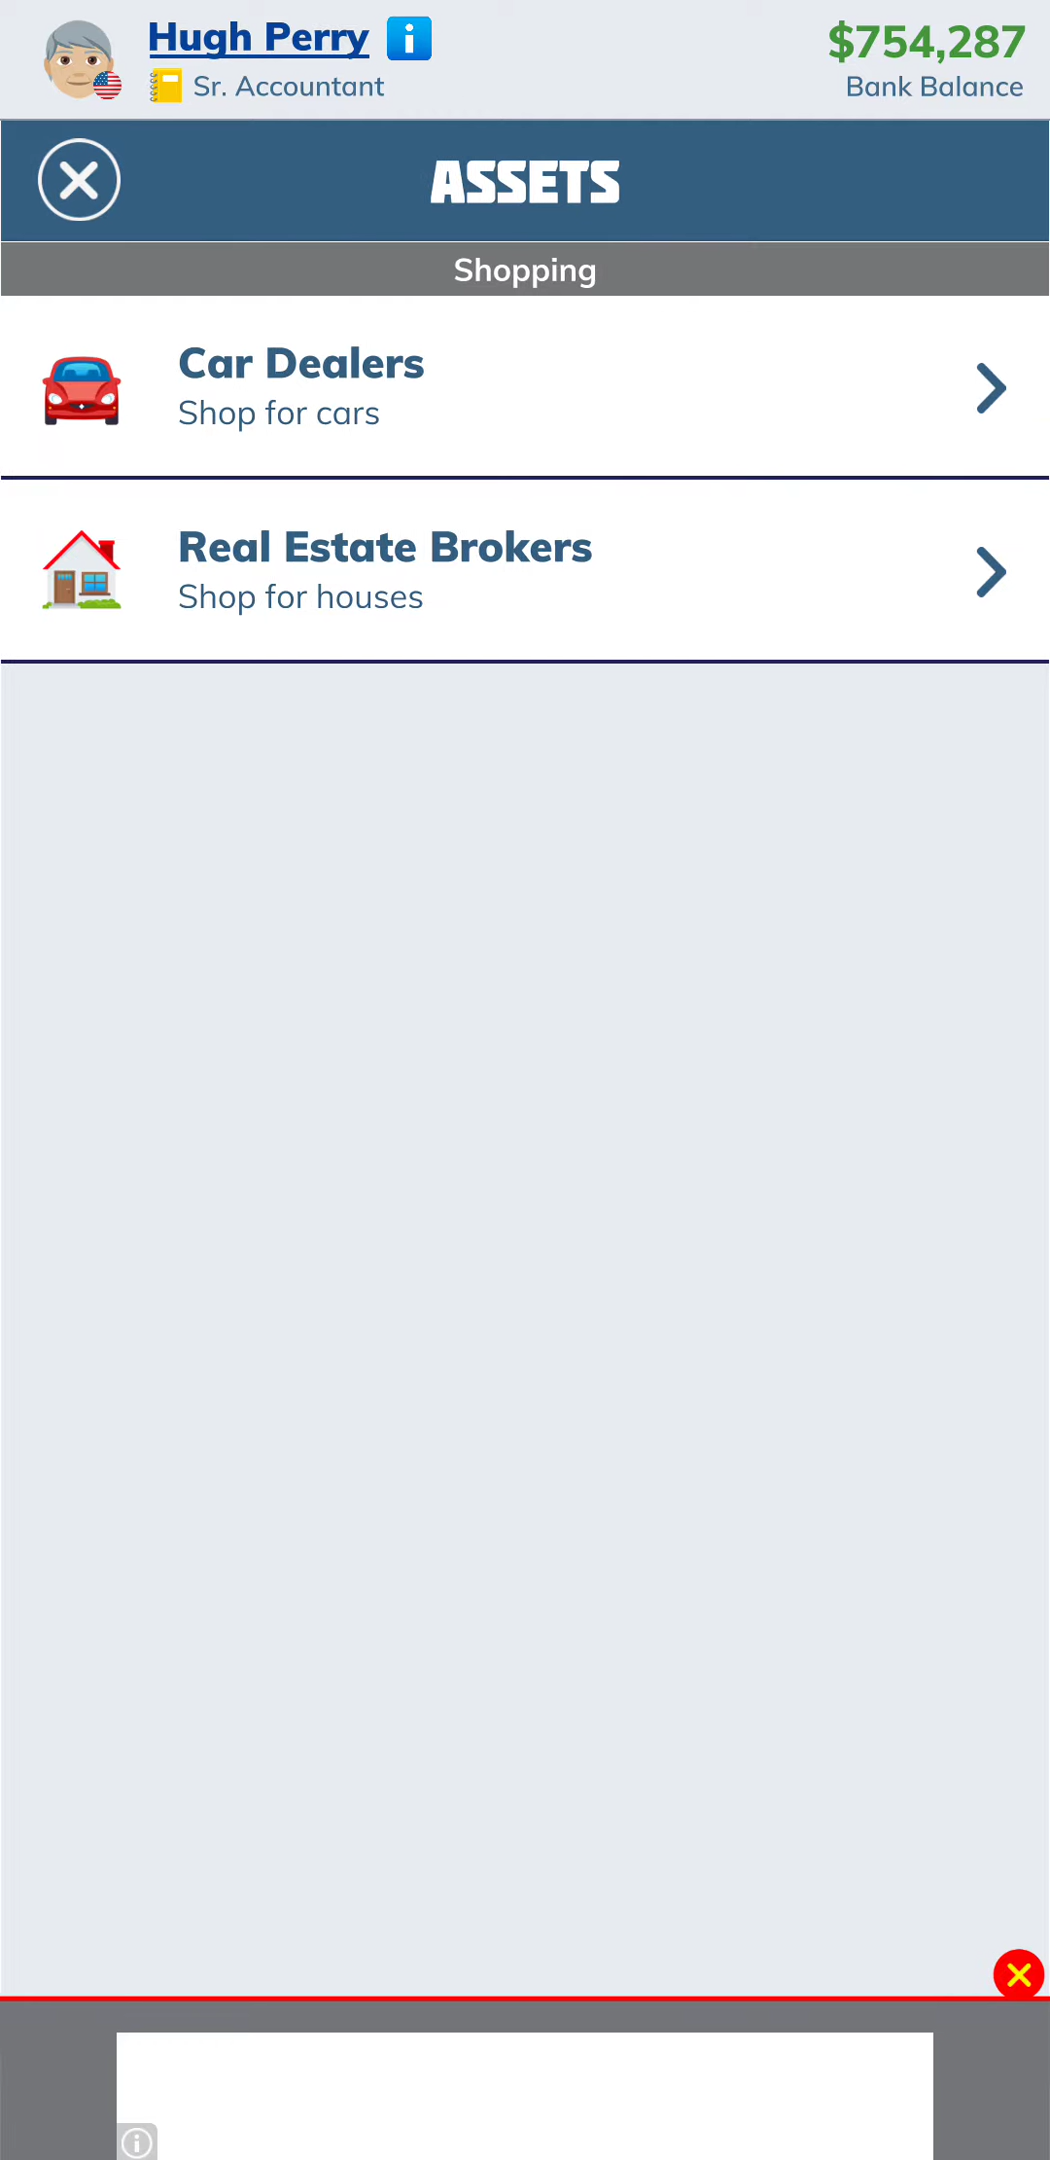 Hugh Perry
$754,287
Sr. Accountant
Bank Balance
ASSETS
Shopping
Car Dealers
Shop for cars
Real Estate Brokers
Shop for houses